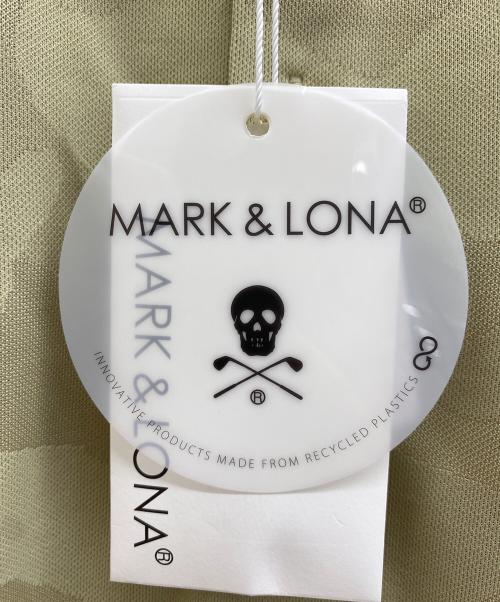 MARK & LONA®
®
INNOVATIVE PRODUCTS MADE FROM RECYCLED PLASTICS
MARK & LONA®